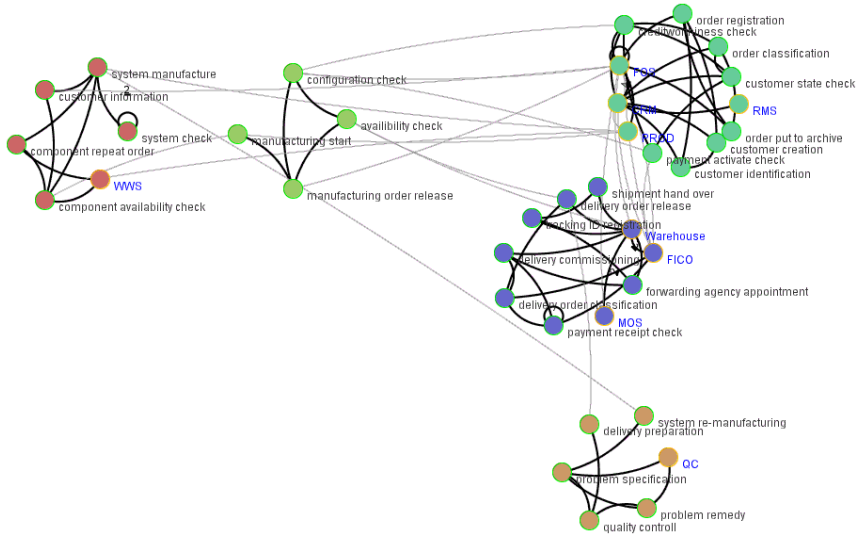 order registration
creditworthiness check
order classification
system manufacture
FOS
configuration check
customer state check
customer information
2
CRM
RMS
availibility check
system check
manufacturing start
PROD
order put to archive
customer creation
component repeat order
payment activate check
customer identification
WWS
shipment hand over
manufacturing order release
component availability check
delivery order release
tracking ID registration
Warehouse
delivery commissioning
FICO
forwarding agency appointment
delivery order classification
MOS
payment receipt check
system re-manufacturing
delivery preparation
QC
problem specification
problem remedy
quality controll